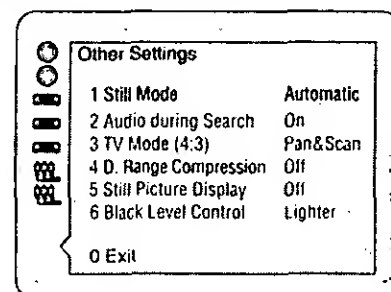 Other Settings
1 Still Mode Automatic
2 Audio during Search On
3 TV Mode (4:3) Pan&Scan
4 D. Range Compression Off
5 Still Picture Display Off
6 Black Level Control Lighter
0 Exit